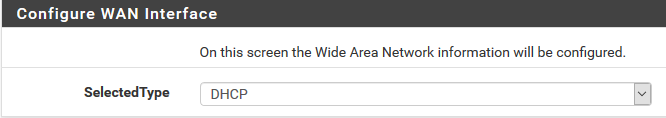 Configure WAN Interface
On this screen the Wide Area Network information will be configured.
SelectedType DHCP